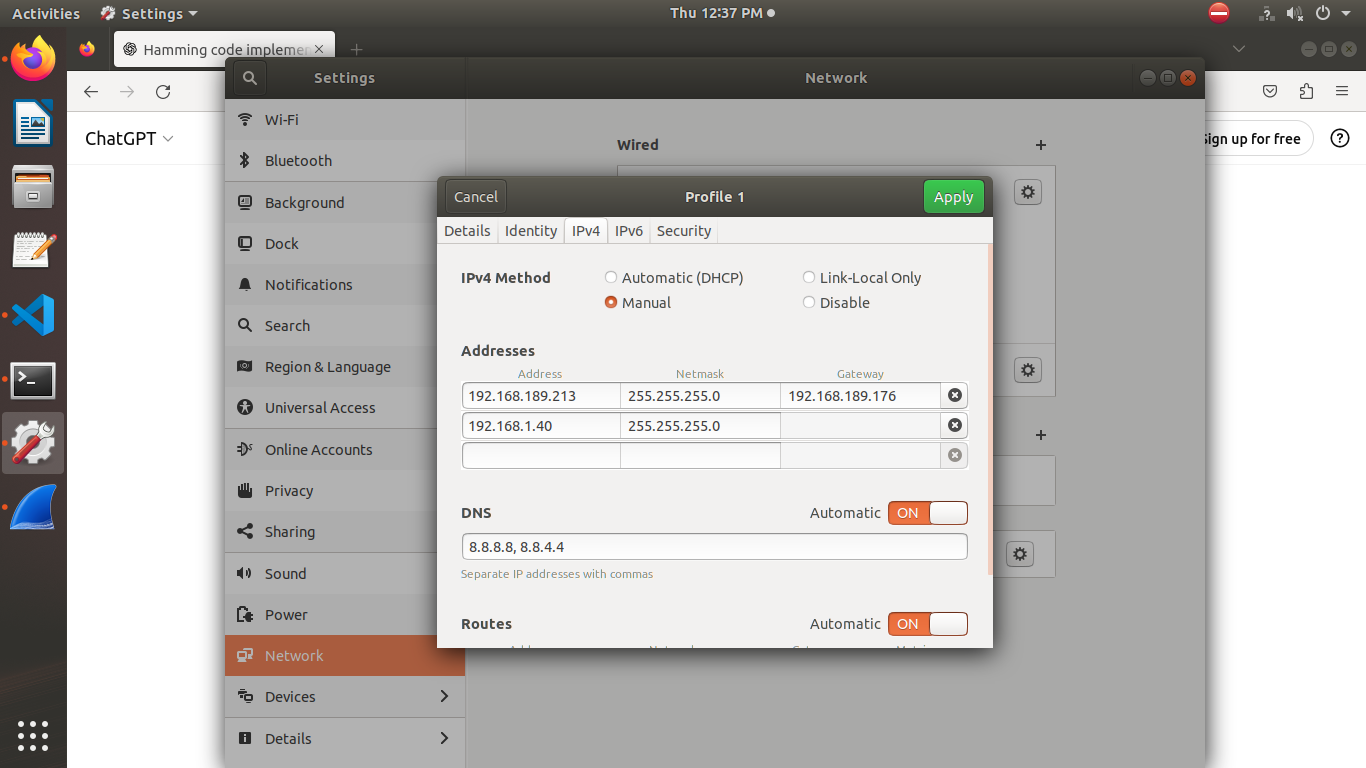 Activities Settings Thu 12:37 PM
Hamming code implemen
Settings Network
ChatGPT Sign up for free
Wi-Fi
Bluetooth
Background
Dock
Notifications
Search
Region & Language
Universal Access
Online Accounts
Privacy
Sharing
Sound
Power
Network
Devices
Details
Wired
Cancel Profile 1 Apply
Details Identity IPv4 IPv6 Security
IPv4 Method Automatic (DHCP) Link-Local Only
Manual Disable
Addresses
Address Netmask Gateway
192.168.189.213 255.255.255.0 192.168.189.176
192.168.1.40 255.255.255.0
DNS Automatic ON
8.8.8.8, 8.8.4.4
Separate IP addresses with commas
Routes Automatic ON